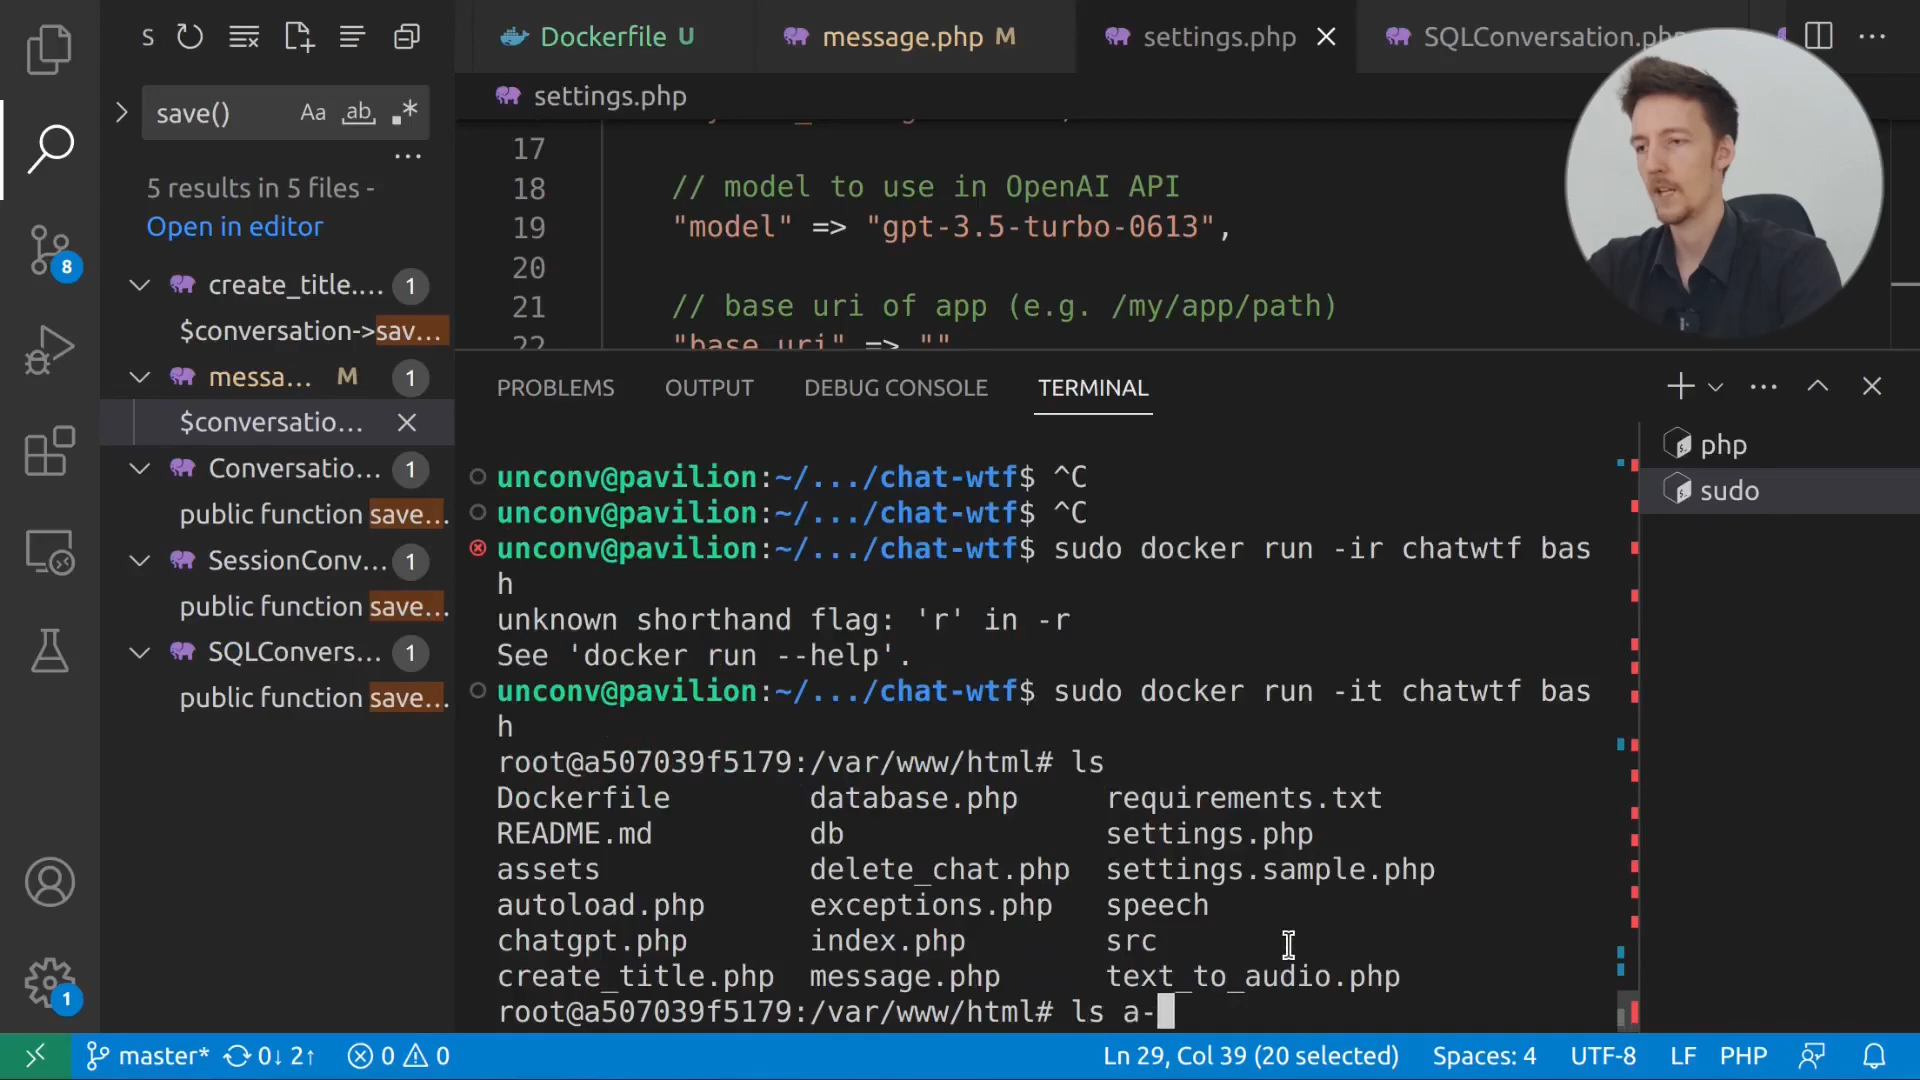 S
Dockerfile U
message.php M
settings.php
SQLConversation.php
save()
Aa
ab
settings.php
5 results in 5 files -
Open in editor
create_title.... 1
$conversation->sav...
messa... M 1
$conversatio...
Conversatio... 1
public function save...
SessionConv... 1
public function save...
SQLConvers... 1
public function save...
8
1
17
18 // model to use in OpenAI API
19 "model" => "gpt-3.5-turbo-0613",
20
21 // base uri of app (e.g. /my/app/path)
22 "base_uri" => ""
PROBLEMS OUTPUT DEBUG CONSOLE TERMINAL
php
sudo
unconv@pavilion:~/.../chat-wtf$ ^C
unconv@pavilion:~/.../chat-wtf$ ^C
unconv@pavilion:~/.../chat-wtf$ sudo docker run -ir chatwtf bas
h
unknown shorthand flag: 'r' in -r
See 'docker run --help'.
unconv@pavilion:~/.../chat-wtf$ sudo docker run -it chatwtf bas
h
root@a507039f5179:/var/www/html# ls
Dockerfile database.php requirements.txt
README.md db settings.php
assets delete_chat.php settings.sample.php
autoload.php exceptions.php speech
chatgpt.php index.php src
create_title.php message.php text_to_audio.php
root@a507039f5179:/var/www/html# ls a-
master* 0↓ 2↑ 0 0 Ln 29, Col 39 (20 selected) Spaces: 4 UTF-8 LF PHP